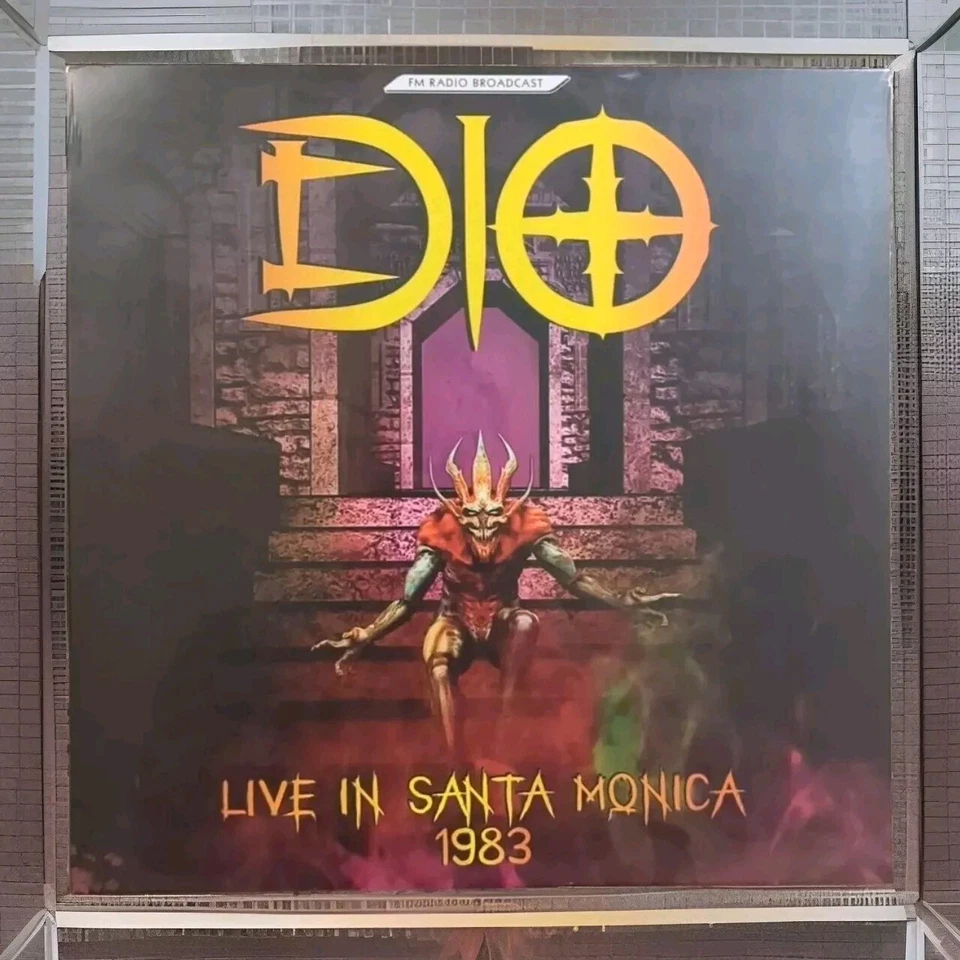 FM RADIO BROADCAST
DIO
LIVE IN SANTA MONICA
1983